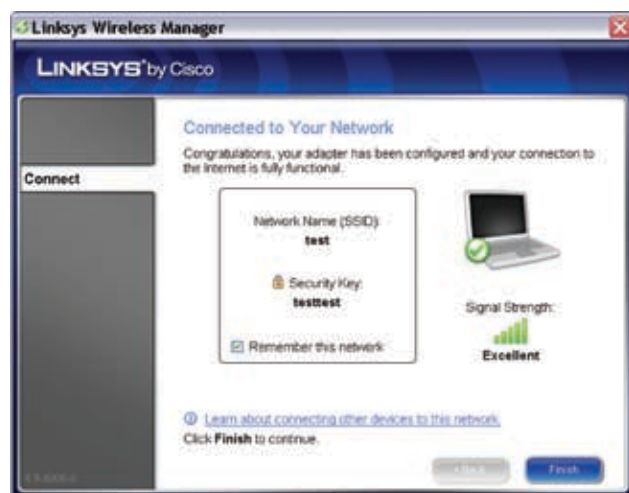 Linksys Wireless Manager
LINKSYS® by Cisco
Connected to Your Network
Congratulations, your adapter has been configured and your connection to
the Internet is fully functional.
Connect
Network Name (SSID):
test
Security Key:
testtest
Remember this network
Signal Strength:
Excellent
Learn about connecting other devices to this network.
Click Finish to continue.
Back
Finish